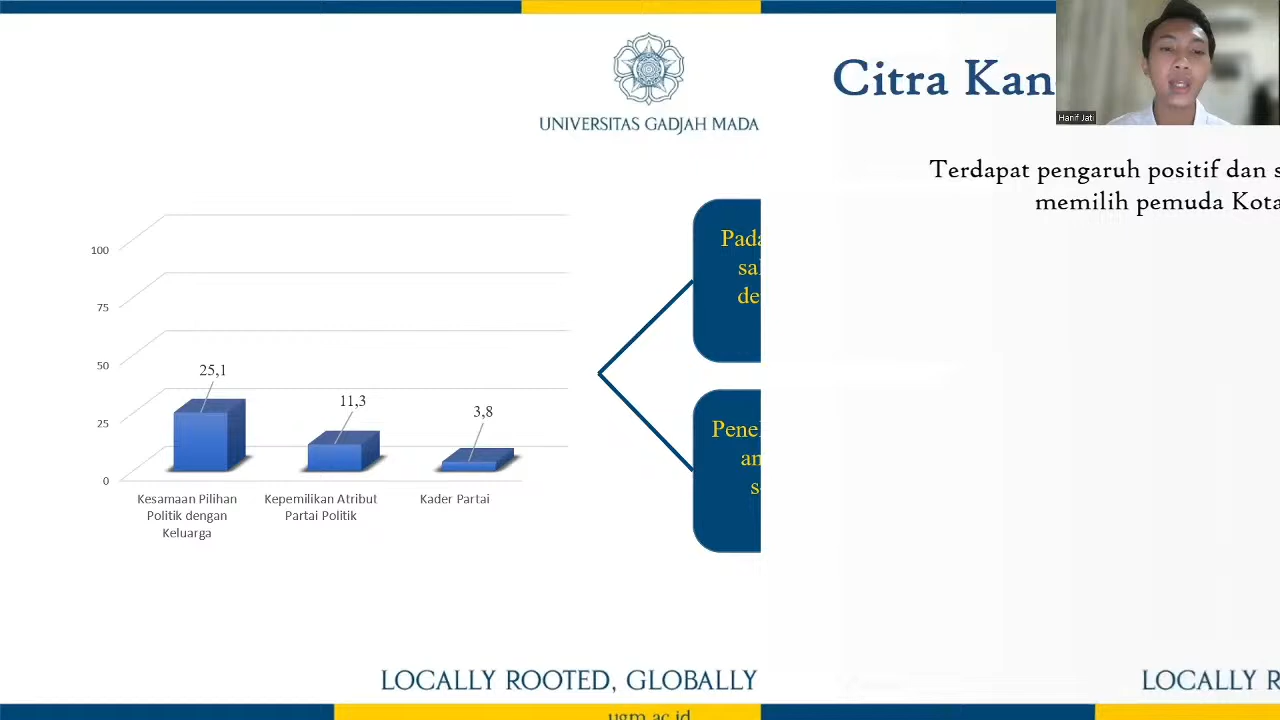 UNIVERSITAS GADJAH MADA
Citra Kan
Hanif Jati
Terdapat pengaruh positif dan s
memilih pemuda Kota
100
75
50
25
0
25,1
11,3
3,8
Kesamaan Pilihan
Politik dengan
Keluarga
Kepemilikan Atribut
Partai Politik
Kader Partai
Pada
sal
de
Penel
an
s
LOCALLY ROOTED, GLOBALLY
LOCALLY R
ugm.ac.id